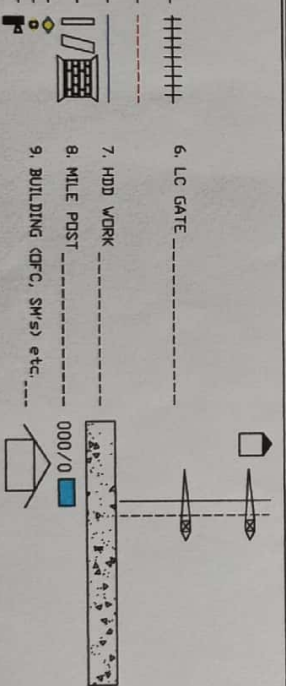 6. LC GATE
7. HDD WORK
8. MILE POST 000/0
9. BUILDING (OFC, SM's) etc.